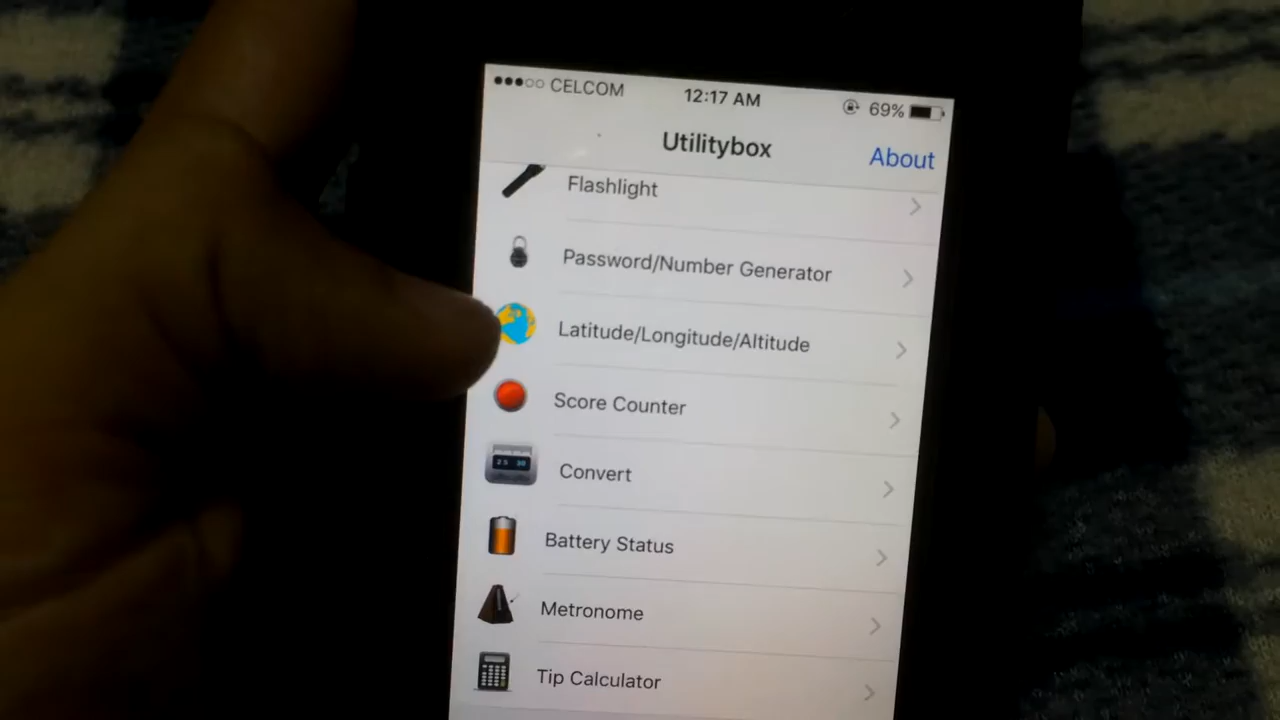 CELCOM 12:17 AM 69%
Utilitybox About
Flashlight
Password/Number Generator
Latitude/Longitude/Altitude
Score Counter
Convert
Battery Status
Metronome
Tip Calculator